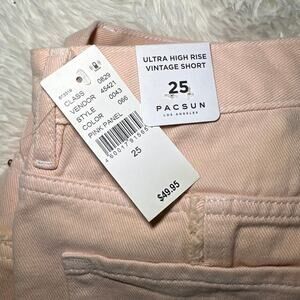 ULTRA HIGH RISE
VINTAGE SHORT
25
PACSUN
LOS ANGELES
CLASS 0829
VENDOR 45421
STYLE 0043
COLOR 066
PINK PANEL
25
$49.95